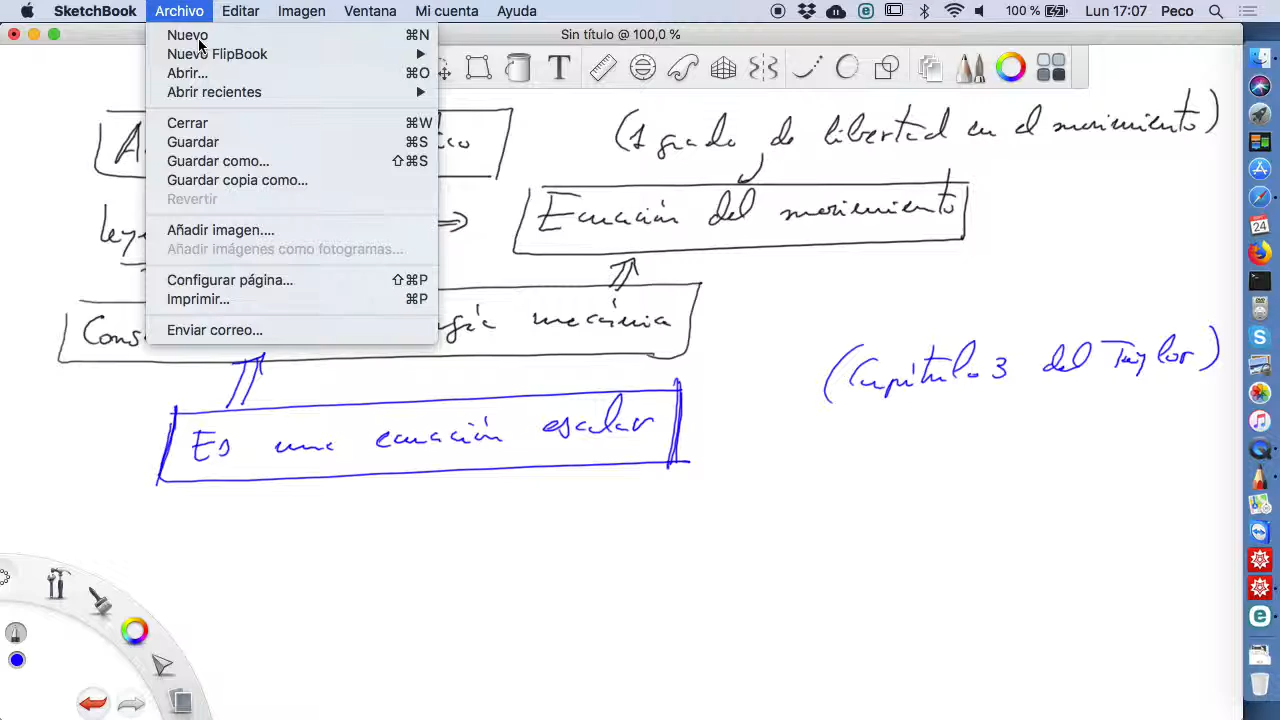 SketchBook Archivo Editar Imagen Ventana Mi cuenta Ayuda 100 % Lun 17:07 Peco
Sin título @ 100,0 %
Nuevo ⌘N
Nuevo FlipBook
Abrir... ⌘O
Abrir recientes
Cerrar ⌘W
Guardar ⌘S
Guardar como... ⇧⌘S
Guardar copia como...
Revertir
Añadir imagen....
Añadir imágenes como fotogramas...
Configurar página... ⇧⌘P
Imprimir... ⌘P
Enviar correo...
(1 grado de libertad en el movimiento)
Ecuación del movimiento
mecánica
(Capítulo 3 del Taylor)
Es una ecuación escalar
24